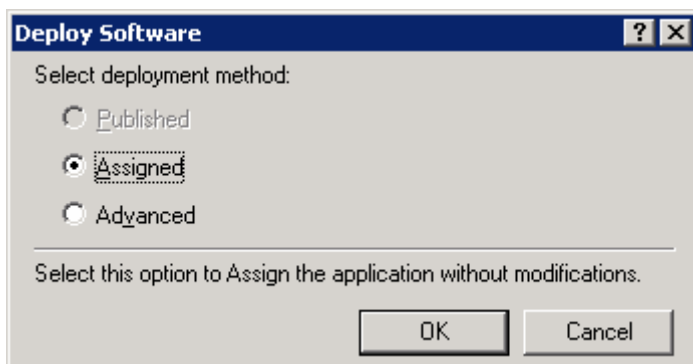 Deploy Software
?
Select deployment method:
Published
Assigned
Advanced
Select this option to Assign the application without modifications.
OK
Cancel